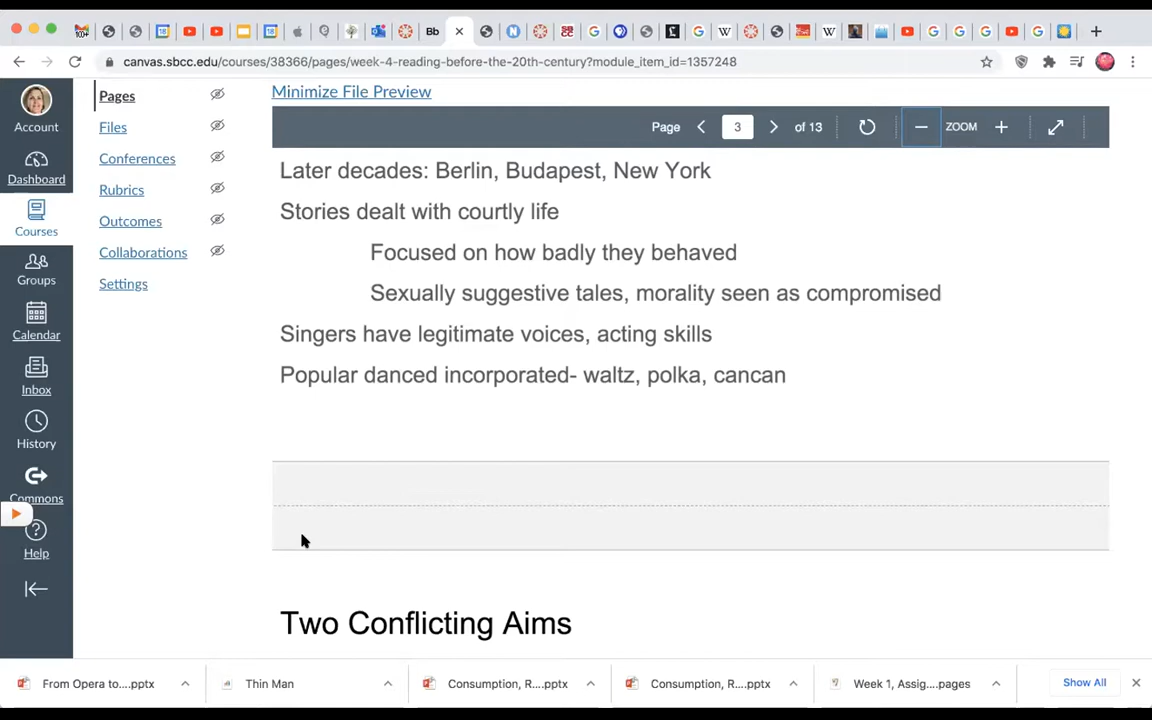 Bb
canvas.sbcc.edu/courses/38366/pages/week-4-reading-before-the-20th-century?module_item_id=1357248
Account
Dashboard
Courses
Groups
Calendar
Inbox
History
Commons
Help
Pages
Files
Conferences
Rubrics
Outcomes
Collaborations
Settings
Minimize File Preview
Page 3 of 13 ZOOM
Later decades: Berlin, Budapest, New York
Stories dealt with courtly life
Focused on how badly they behaved
Sexually suggestive tales, morality seen as compromised
Singers have legitimate voices, acting skills
Popular danced incorporated- waltz, polka, cancan
Two Conflicting Aims
From Opera to....pptx
Thin Man
Consumption, R....pptx
Consumption, R....pptx
Week 1, Assig....pages
Show All